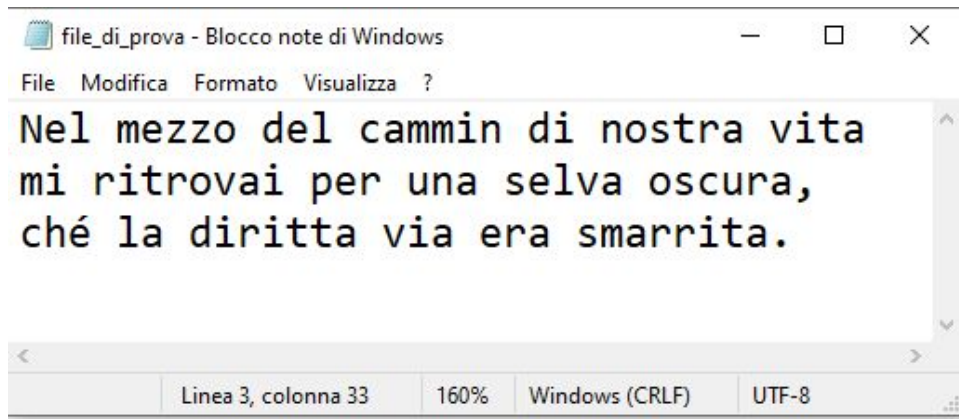 file_di_prova - Blocco note di Windows
File Modifica Formato Visualizza ?
Nel mezzo del cammin di nostra vita
mi ritrovai per una selva oscura,
ché la diritta via era smarrita.
Linea 3, colonna 33 160% Windows (CRLF) UTF-8